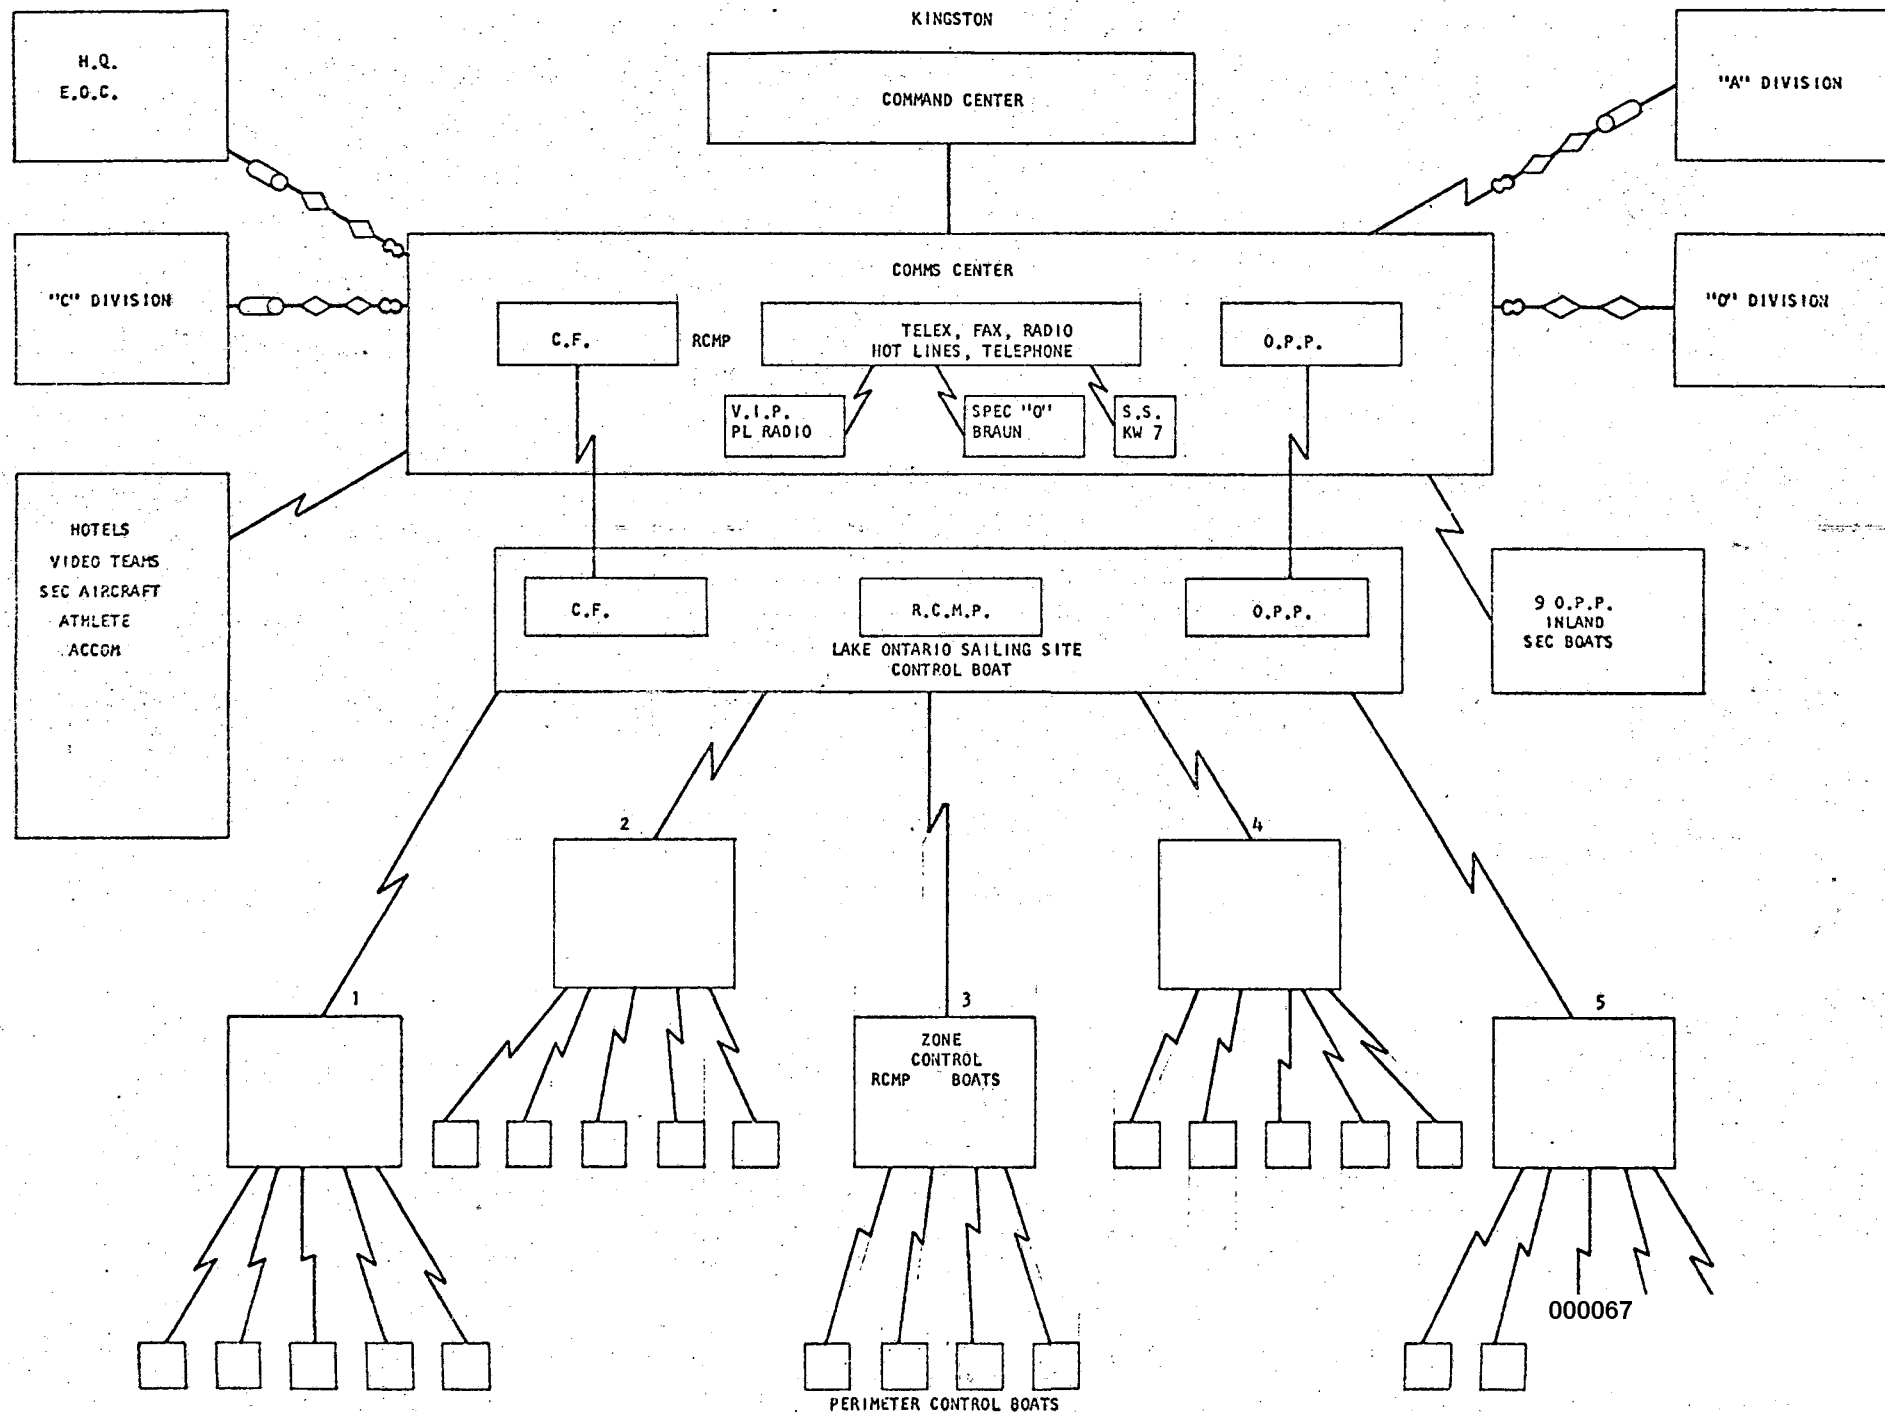 KINGSTON
H.Q.
E.O.C.
COMMAND CENTER
"A" DIVISION
"C" DIVISION
COMMS CENTER
"O" DIVISION
C.F.
RCMP
TELEX, FAX, RADIO
HOT LINES, TELEPHONE
O.P.P.
V.I.P.
PL RADIO
SPEC "O"
BRAUN
S.S.
KW 7
HOTELS
VIDEO TEAMS
SEC AIRCRAFT
ATHLETE
ACCOM
C.F.
R.C.M.P.
O.P.P.
LAKE ONTARIO SAILING SITE
CONTROL BOAT
9 O.P.P.
INLAND
SEC BOATS
2
4
1
3
5
ZONE
CONTROL
RCMP BOATS
000067
PERIMETER CONTROL BOATS